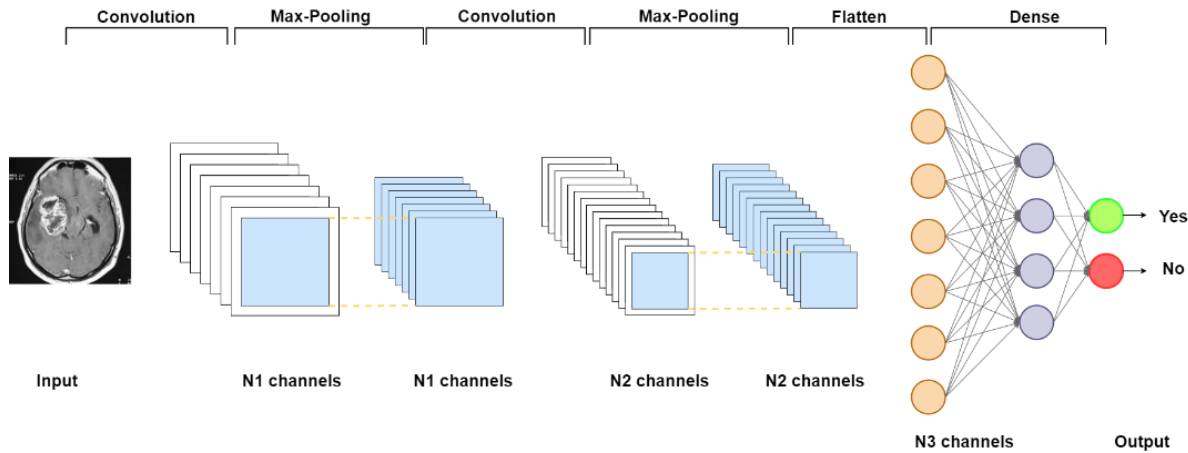 Convolution Max-Pooling Convolution Max-Pooling Flatten Dense
Yes
No
Input N1 channels N1 channels N2 channels N2 channels
N3 channels Output